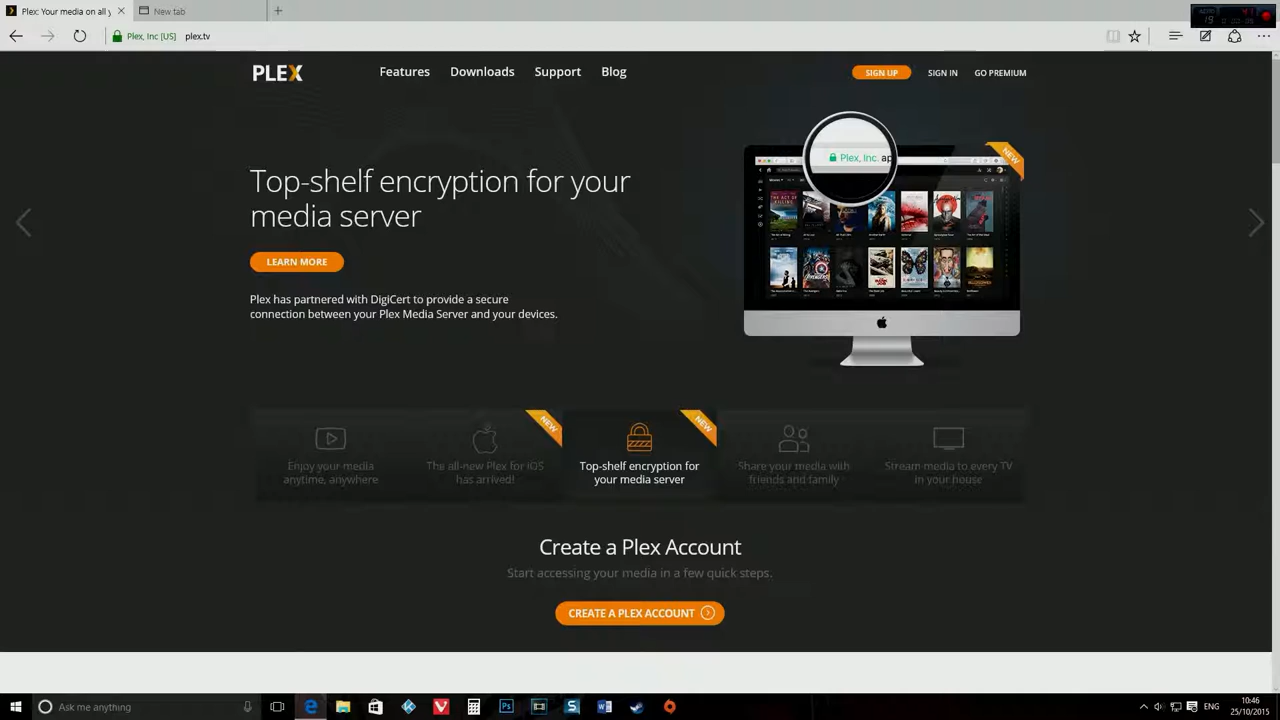 Plex: Your media on all y
New tab
Plex, Inc [US]
plex.tv
19
PLEX
Features
Downloads
Support
Blog
SIGN UP
SIGN IN
GO PREMIUM
Top-shelf encryption for your
media server
LEARN MORE
Plex has partnered with DigiCert to provide a secure
connection between your Plex Media Server and your devices.
Plex, Inc. ap
NEW
Enjoy your media
anytime, anywhere
NEW
The all-new Plex for iOS
has arrived!
NEW
Top-shelf encryption for
your media server
Share your media with
friends and family
Stream media to every TV
in your house
Create a Plex Account
Start accessing your media in a few quick steps.
CREATE A PLEX ACCOUNT
Ask me anything
ENG
10:46
25/10/2015